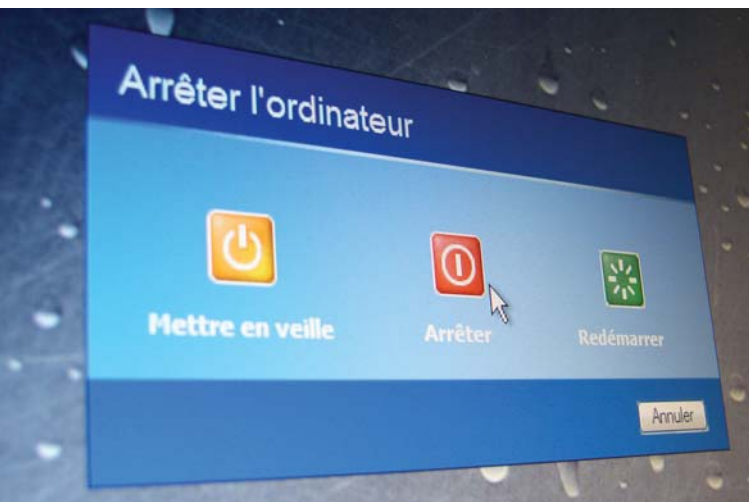 Arrêter l'ordinateur
Mettre en veille
Arrêter
Redémarrer
Annuler